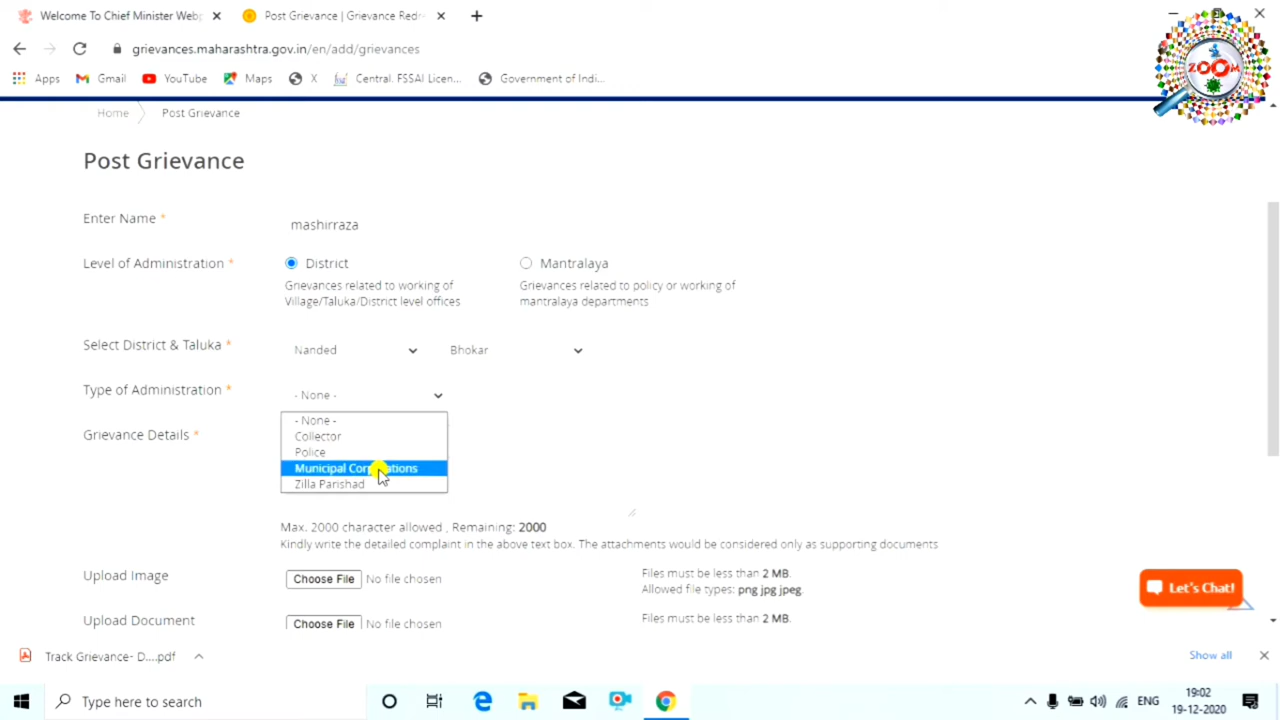 Welcome To Chief Minister Webp
Post Grievance | Grievance Redr
grievances.maharashtra.gov.in/en/add/grievances
Apps
Gmail
YouTube
Maps
X
Central. FSSAI Licen...
Government of Indi...
ZOOM
Home
Post Grievance
Post Grievance
Enter Name *
mashirraza
Level of Administration *
District
Mantralaya
Grievances related to working of
Village/Taluka/District level offices
Grievances related to policy or working of
mantralaya departments
Select District & Taluka *
Nanded
Bhokar
Type of Administration *
- None -
- None -
Collector
Police
Municipal Corporations
Zilla Parishad
Grievance Details *
Max. 2000 character allowed , Remaining: 2000
Kindly write the detailed complaint in the above text box. The attachments would be considered only as supporting documents
Upload Image
Choose File No file chosen
Files must be less than 2 MB.
Allowed file types: png jpg jpeg.
Upload Document
Choose File No file chosen
Files must be less than 2 MB.
Let's Chat!
Track Grievance- D....pdf
Show all
Type here to search
ENG
19:02
19-12-2020